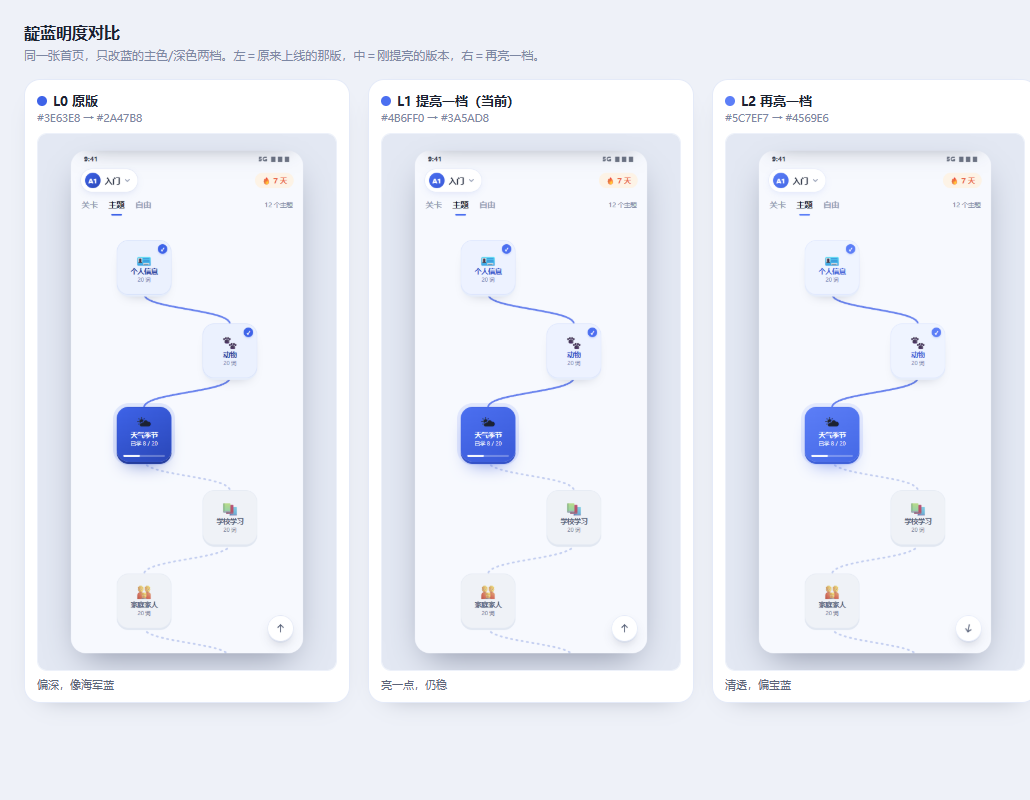 靛蓝明度对比
同一张首页，只改蓝的主色/深色两档。左＝原来上线的那版，中＝刚提亮的版本，右＝再亮一档。
L0 原版
#3E63E8 → #2A47B8
9:41
5G
A1 入门
7 天
关卡 主题 自由
12 个主题
个人信息
20 词
动物
20 词
天气季节
已学 8 / 20
学校学习
20 词
家庭家人
20 词
偏深，像海军蓝
L1 提亮一档（当前）
#4B6FF0 → #3A5AD8
9:41
5G
A1 入门
7 天
关卡 主题 自由
12 个主题
个人信息
20 词
动物
20 词
天气季节
已学 8 / 20
学校学习
20 词
家庭家人
20 词
亮一点，仍稳
L2 再亮一档
#5C7EF7 → #4569E6
9:41
5G
A1 入门
7 天
关卡 主题 自由
12 个主题
个人信息
20 词
动物
20 词
天气季节
已学 8 / 20
学校学习
20 词
家庭家人
20 词
清透，偏宝蓝